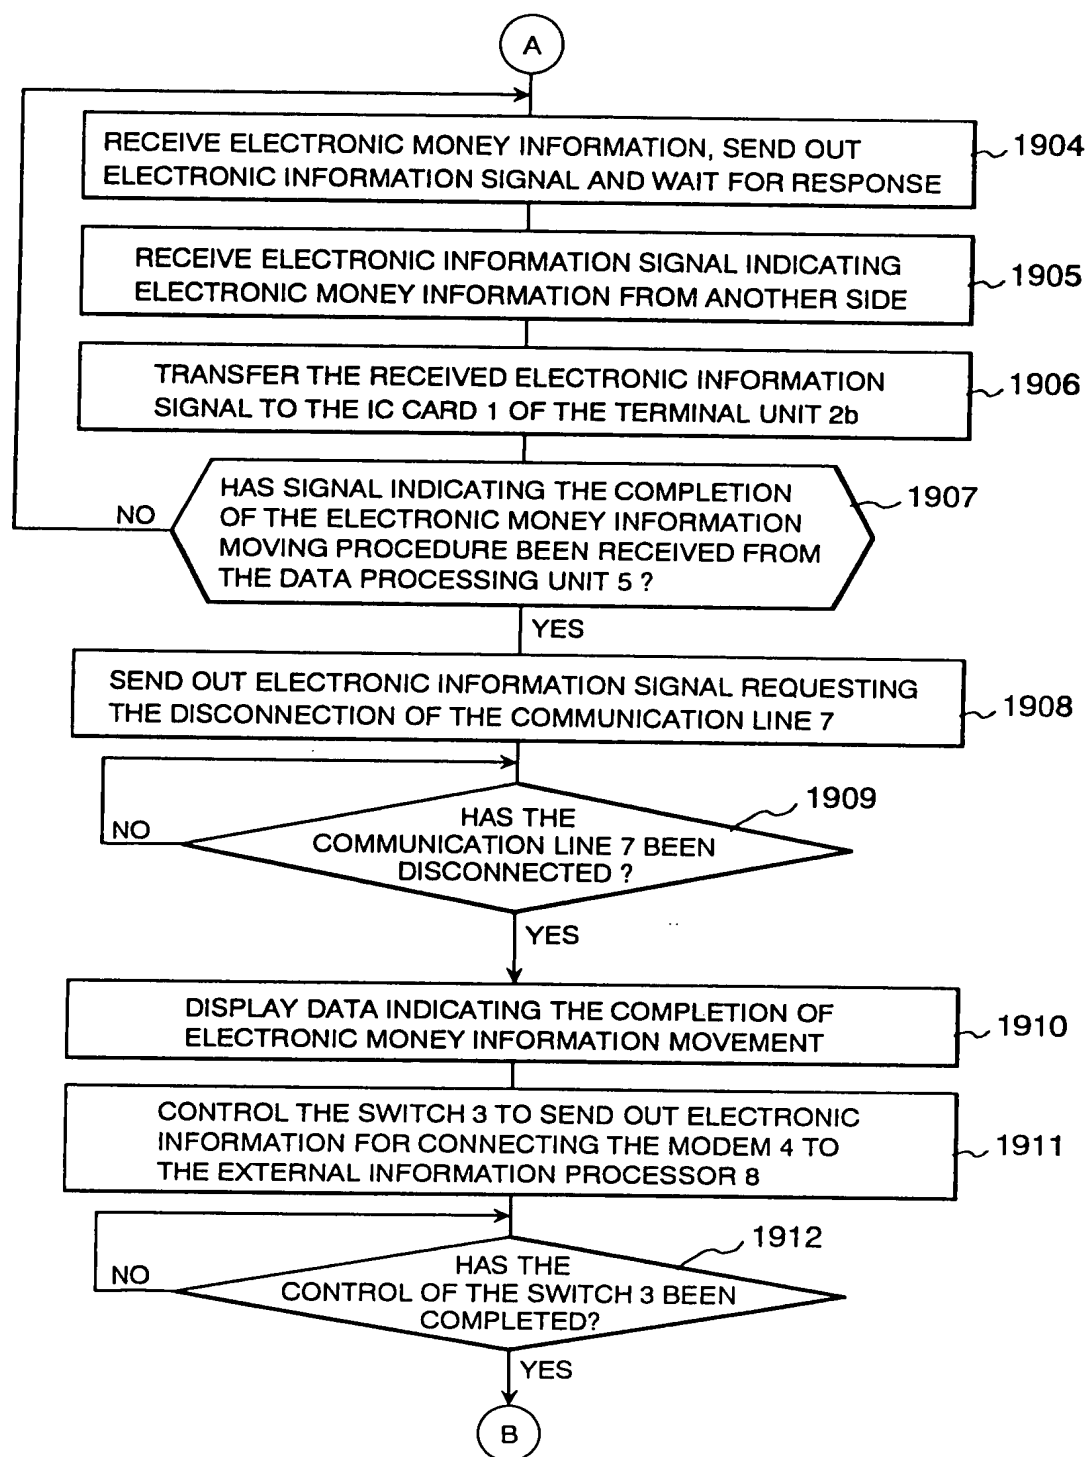 A
RECEIVE ELECTRONIC MONEY INFORMATION, SEND OUT
ELECTRONIC INFORMATION SIGNAL AND WAIT FOR RESPONSE
1904
RECEIVE ELECTRONIC INFORMATION SIGNAL INDICATING
ELECTRONIC MONEY INFORMATION FROM ANOTHER SIDE
1905
TRANSFER THE RECEIVED ELECTRONIC INFORMATION
SIGNAL TO THE IC CARD 1 OF THE TERMINAL UNIT 2b
1906
HAS SIGNAL INDICATING THE COMPLETION
OF THE ELECTRONIC MONEY INFORMATION
MOVING PROCEDURE BEEN RECEIVED FROM
THE DATA PROCESSING UNIT 5 ?
1907
NO
YES
SEND OUT ELECTRONIC INFORMATION SIGNAL REQUESTING
THE DISCONNECTION OF THE COMMUNICATION LINE 7
1908
HAS THE
COMMUNICATION LINE 7 BEEN
DISCONNECTED ?
1909
NO
YES
DISPLAY DATA INDICATING THE COMPLETION OF
ELECTRONIC MONEY INFORMATION MOVEMENT
1910
CONTROL THE SWITCH 3 TO SEND OUT ELECTRONIC
INFORMATION FOR CONNECTING THE MODEM 4 TO
THE EXTERNAL INFORMATION PROCESSOR 8
1911
HAS THE
CONTROL OF THE SWITCH 3 BEEN
COMPLETED?
1912
NO
YES
B